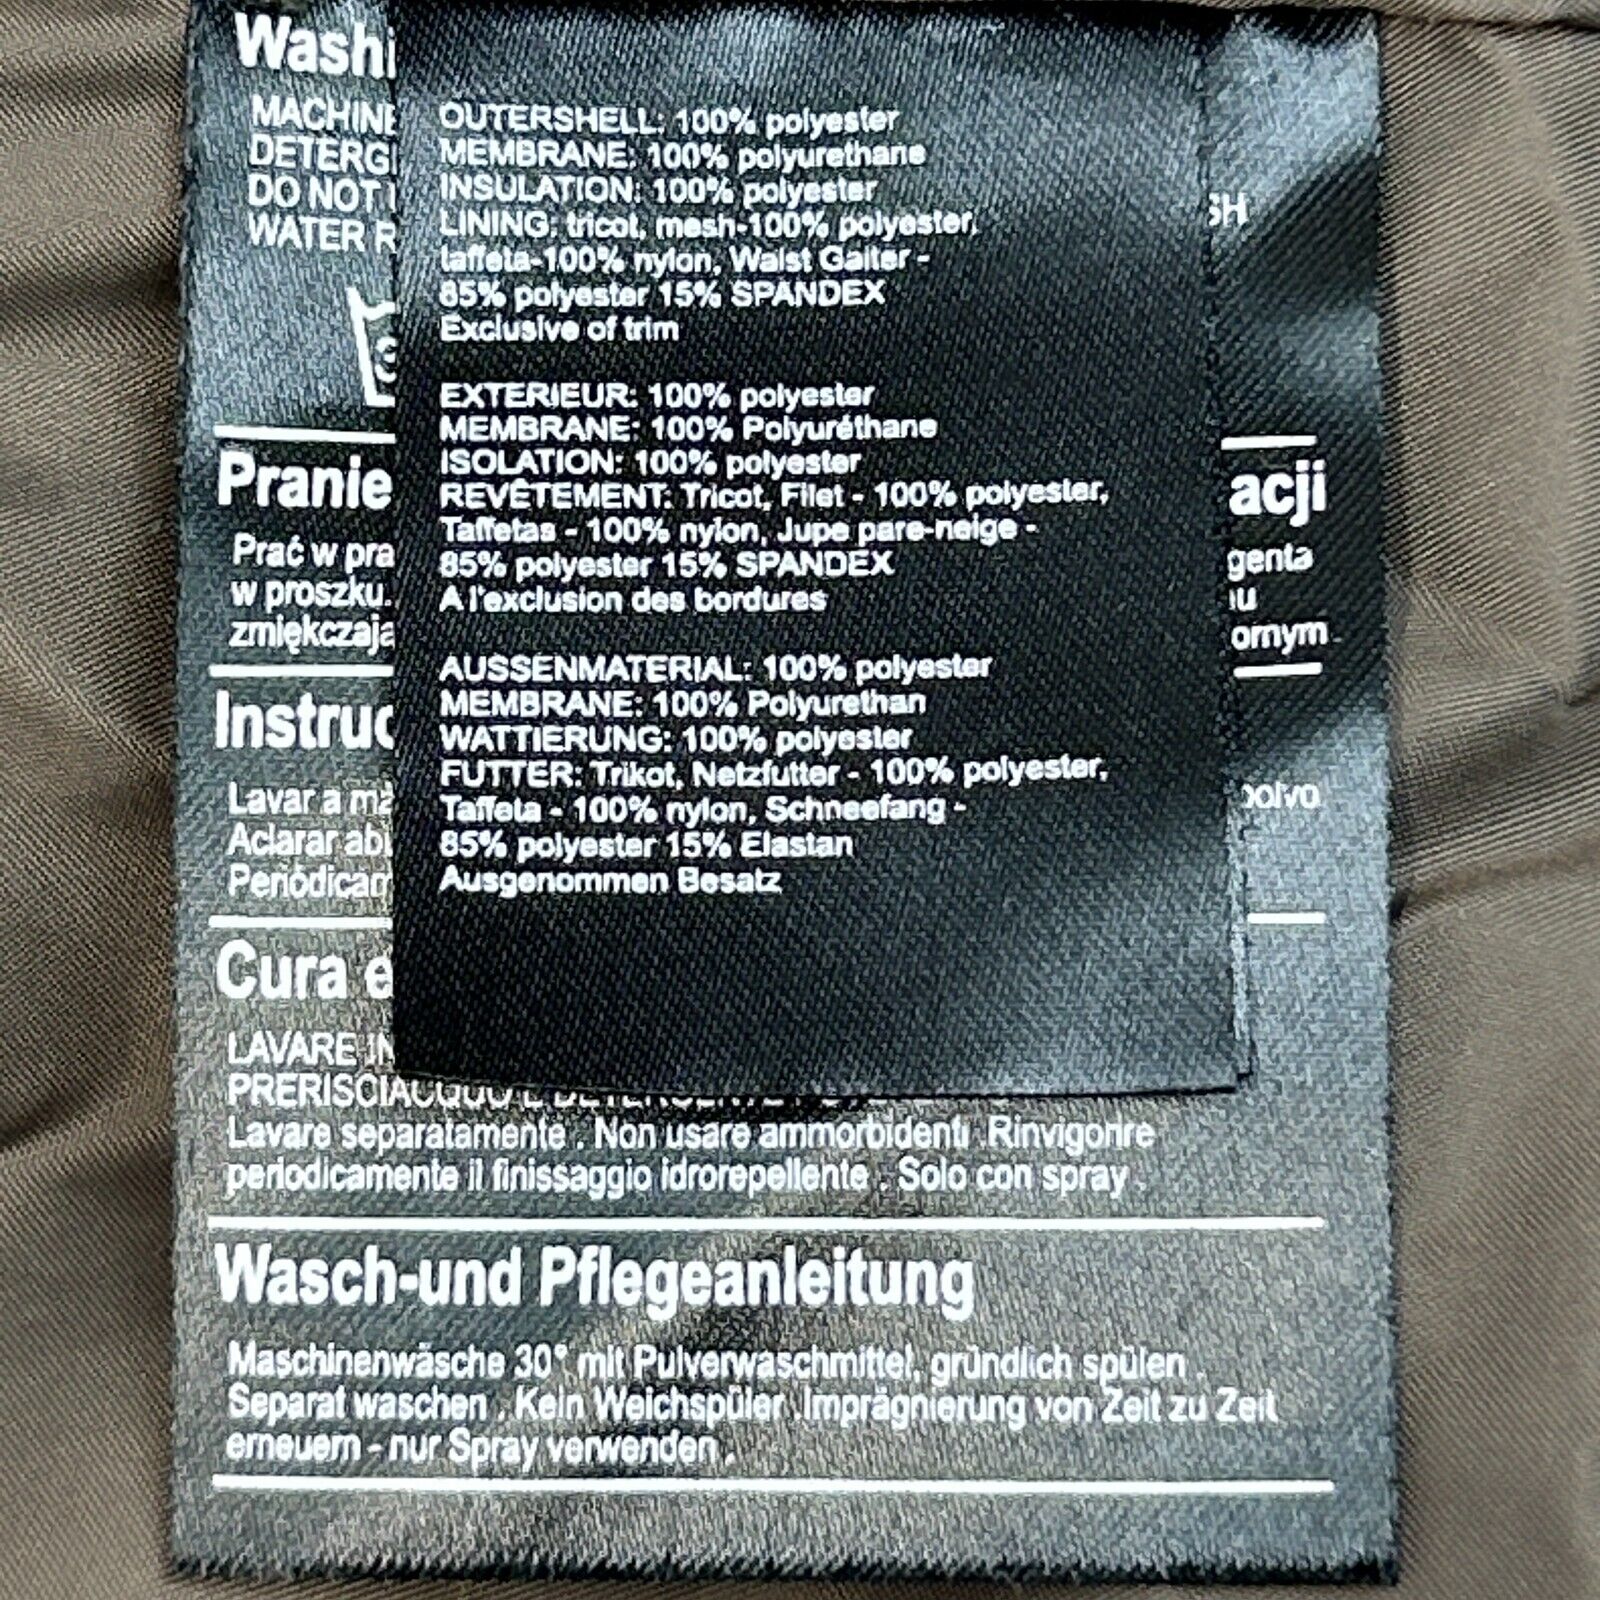 OUTERSHELL: 100% polyester
MEMBRANE: 100% polyurethane
INSULATION: 100% polyester
LINING: tricot, mesh-100% polyester,
taffeta-100% nylon, Waist Gaiter -
85% polyester 15% SPANDEX
Exclusive of trim
EXTERIEUR: 100% polyester
MEMBRANE: 100% Polyuréthane
ISOLATION: 100% polyester
REVÊTEMENT: Tricot, Filet - 100% polyester,
Taffetas - 100% nylon, Jupe pare-neige -
85% polyester 15% SPANDEX
A l'exclusion des bordures
AUSSENMATERIAL: 100% polyester
MEMBRANE: 100% Polyurethan
WATTIERUNG: 100% polyester
FUTTER: Trikot, Netzfutter - 100% polyester,
Taffeta - 100% nylon, Schneefang -
85% polyester 15% Elastan
Ausgenommen Besatz
Washi
MACHINE
DETERG
DO NOT
WATER R
SH
Pranie acji
Prać w pra genta
w proszku.
zmiękczają ornym.
Instruc
Lavar a má polvo
Aclarar ab
Periódicam
Cura e
LAVARE IN
PRERISCIACQUO E
Lavare separatamente . Non usare ammorbidenti .Rinvigorire
periodicamente il finissaggio idrorepellente . Solo con spray .
Wasch-und Pflegeanleitung
Maschinenwäsche 30° mit Pulverwaschmittel, gründlich spülen .
Separat waschen . Kein Weichspüler .Imprägnierung von Zeit zu Zeit
erneuern - nur Spray verwenden .